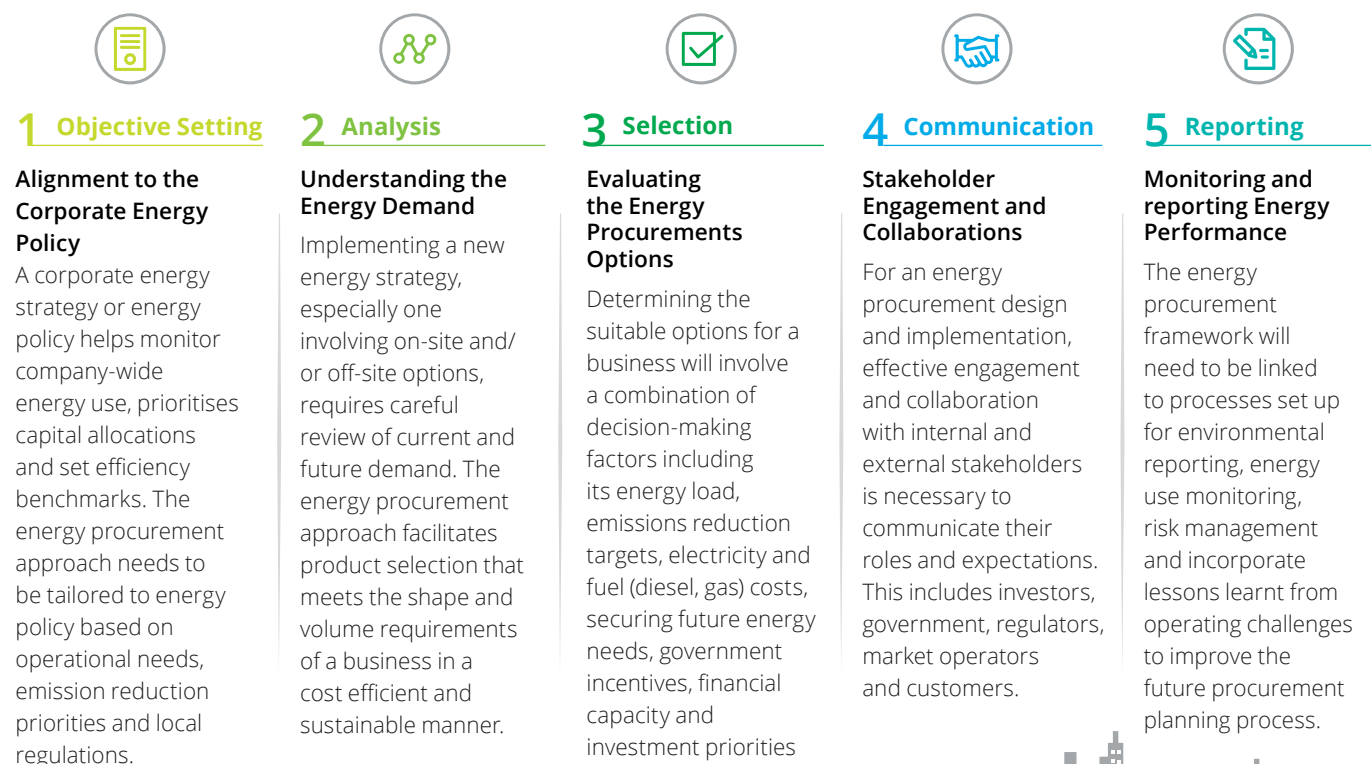 1 Objective Setting
Alignment to the
Corporate Energy
Policy
A corporate energy
strategy or energy
policy helps monitor
company-wide
energy use, prioritises
capital allocations
and set efficiency
benchmarks. The
energy procurement
approach needs to
be tailored to energy
policy based on
operational needs,
emission reduction
priorities and local
regulations.
2 Analysis
Understanding the
Energy Demand
Implementing a new
energy strategy,
especially one
involving on-site and/
or off-site options,
requires careful
review of current and
future demand. The
energy procurement
approach facilitates
product selection that
meets the shape and
volume requirements
of a business in a
cost efficient and
sustainable manner.
3 Selection
Evaluating
the Energy
Procurements
Options
Determining the
suitable options for a
business will involve
a combination of
decision-making
factors including
its energy load,
emissions reduction
targets, electricity and
fuel (diesel, gas) costs,
securing future energy
needs, government
incentives, financial
capacity and
investment priorities
4 Communication
Stakeholder
Engagement and
Collaborations
For an energy
procurement design
and implementation,
effective engagement
and collaboration
with internal and
external stakeholders
is necessary to
communicate their
roles and expectations.
This includes investors,
government, regulators,
market operators
and customers.
5 Reporting
Monitoring and
reporting Energy
Performance
The energy
procurement
framework will
need to be linked
to processes set up
for environmental
reporting, energy
use monitoring,
risk management
and incorporate
lessons learnt from
operating challenges
to improve the
future procurement
planning process.